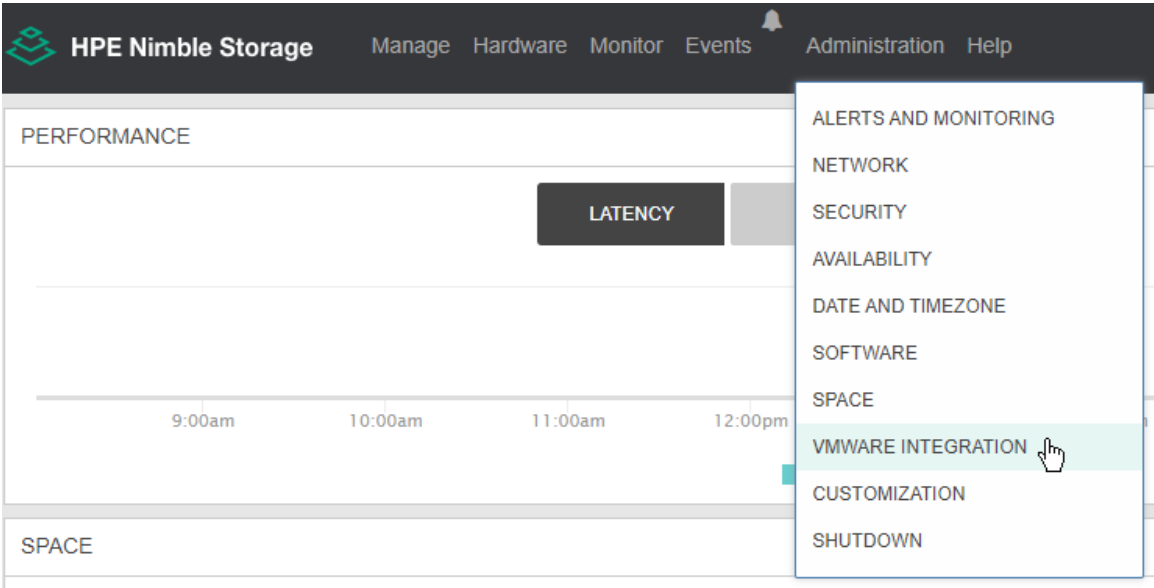 HPE Nimble Storage Manage Hardware Monitor Events Administration Help
PERFORMANCE
LATENCY
9:00am 10:00am 11:00am 12:00pm
SPACE
ALERTS AND MONITORING
NETWORK
SECURITY
AVAILABILITY
DATE AND TIMEZONE
SOFTWARE
SPACE
VMWARE INTEGRATION
CUSTOMIZATION
SHUTDOWN